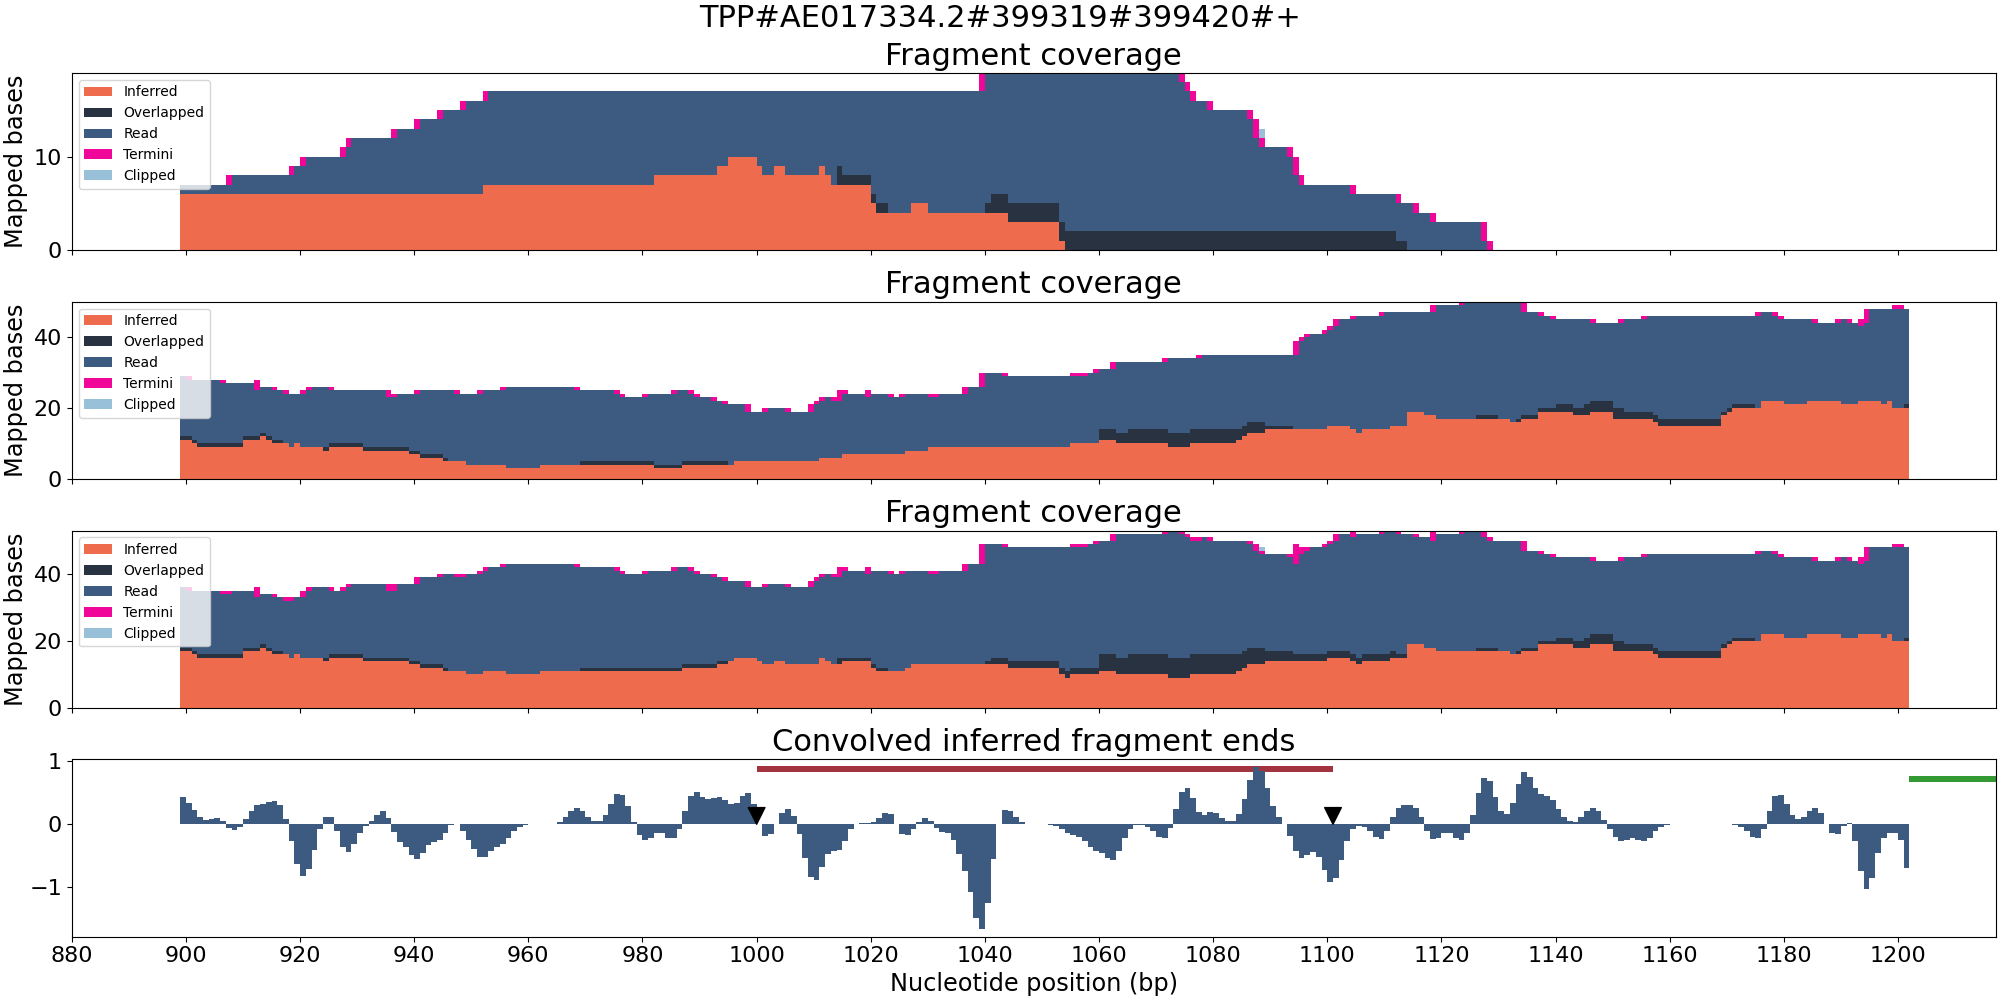 TPP#AE017334.2#399319#399420#+
Fragment coverage
Mapped bases
10
0
Inferred
Overlapped
Read
Termini
Clipped
Fragment coverage
Mapped bases
40
20
0
Inferred
Overlapped
Read
Termini
Clipped
Fragment coverage
Mapped bases
40
20
0
Inferred
Overlapped
Read
Termini
Clipped
Convolved inferred fragment ends
1
0
−1
880 900 920 940 960 980 1000 1020 1040 1060 1080 1100 1120 1140 1160 1180 1200
Nucleotide position (bp)